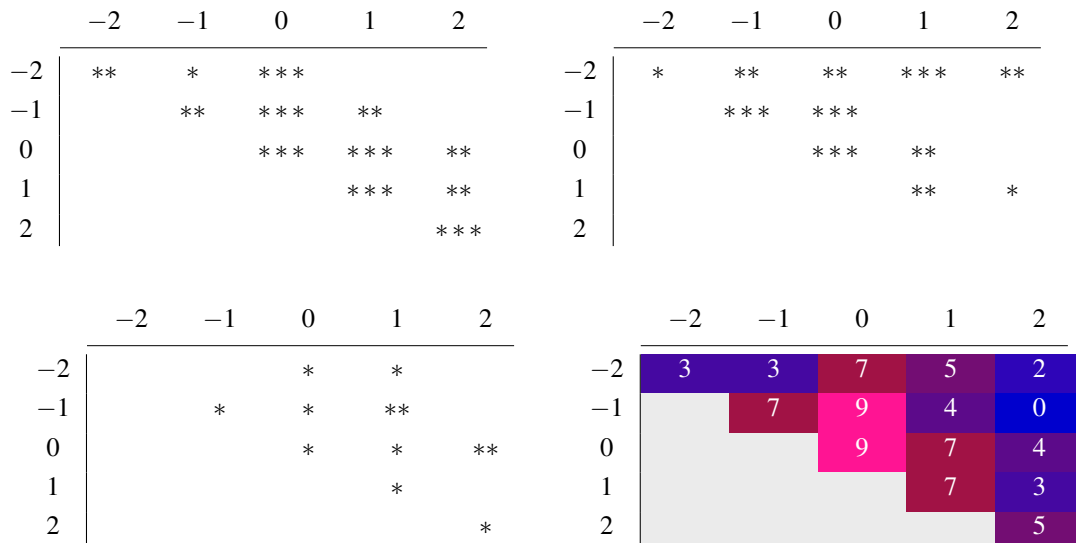 −2 −1 0 1 2
−2 ** * ***
−1 ** *** **
0 *** *** **
1 *** **
2 ***
−2 −1 0 1 2
−2 * ** ** *** **
−1 *** ***
0 *** **
1 ** *
2
−2 −1 0 1 2
−2 * *
−1 * * **
0 * * **
1 *
2 *
−2 −1 0 1 2
−2 3 3 7 5 2
−1 7 9 4 0
0 9 7 4
1 7 3
2 5